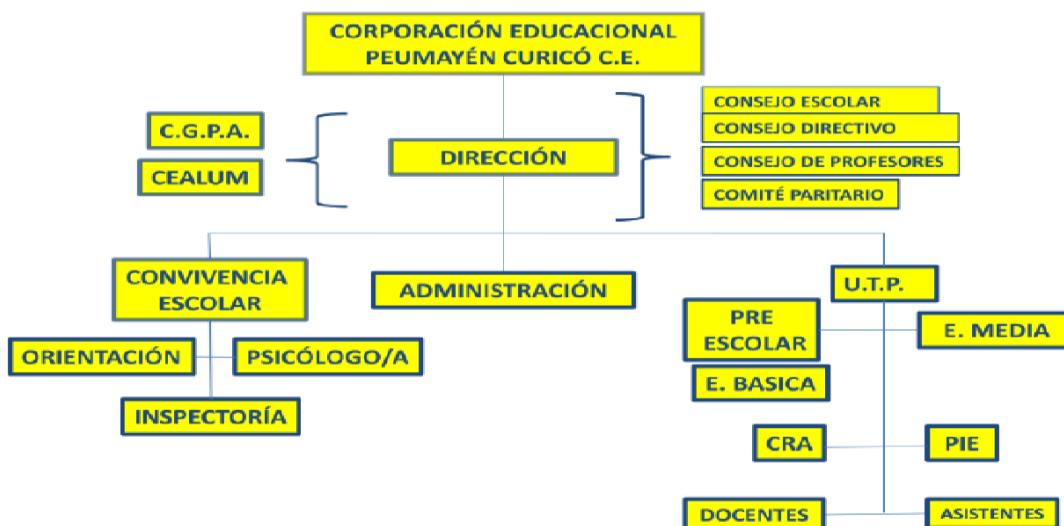 CORPORACIÓN EDUCACIONAL
PEUMAYÉN CURICÓ C.E.
C.G.P.A.
CEALUM
DIRECCIÓN
CONSEJO ESCOLAR
CONSEJO DIRECTIVO
CONSEJO DE PROFESORES
COMITÉ PARITARIO
CONVIVENCIA
ESCOLAR
ADMINISTRACIÓN
U.T.P.
ORIENTACIÓN
PSICÓLOGO/A
INSPECTORÍA
PRE
ESCOLAR
E. MEDIA
E. BASICA
CRA
PIE
DOCENTES
ASISTENTES